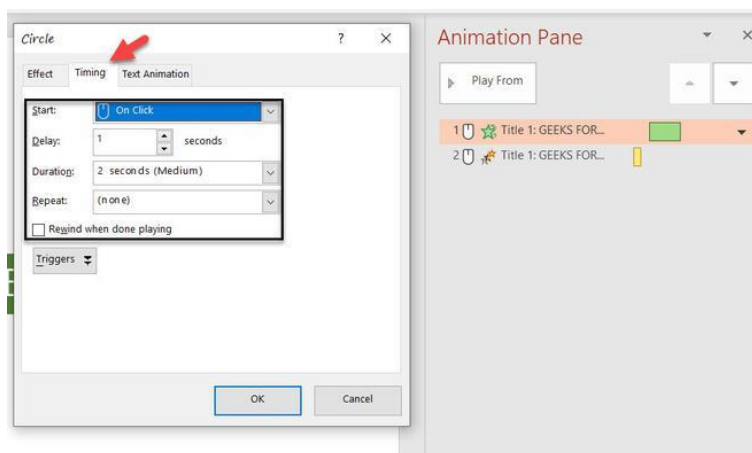 Circle ? ×
Effect Timing Text Animation
Start: On Click
Delay: 1 seconds
Duration: 2 seconds (Medium)
Repeat: (none)
Rewind when done playing
Triggers
OK Cancel
Animation Pane
Play From
1 Title 1: GEEKS FOR...
2 Title 1: GEEKS FOR...